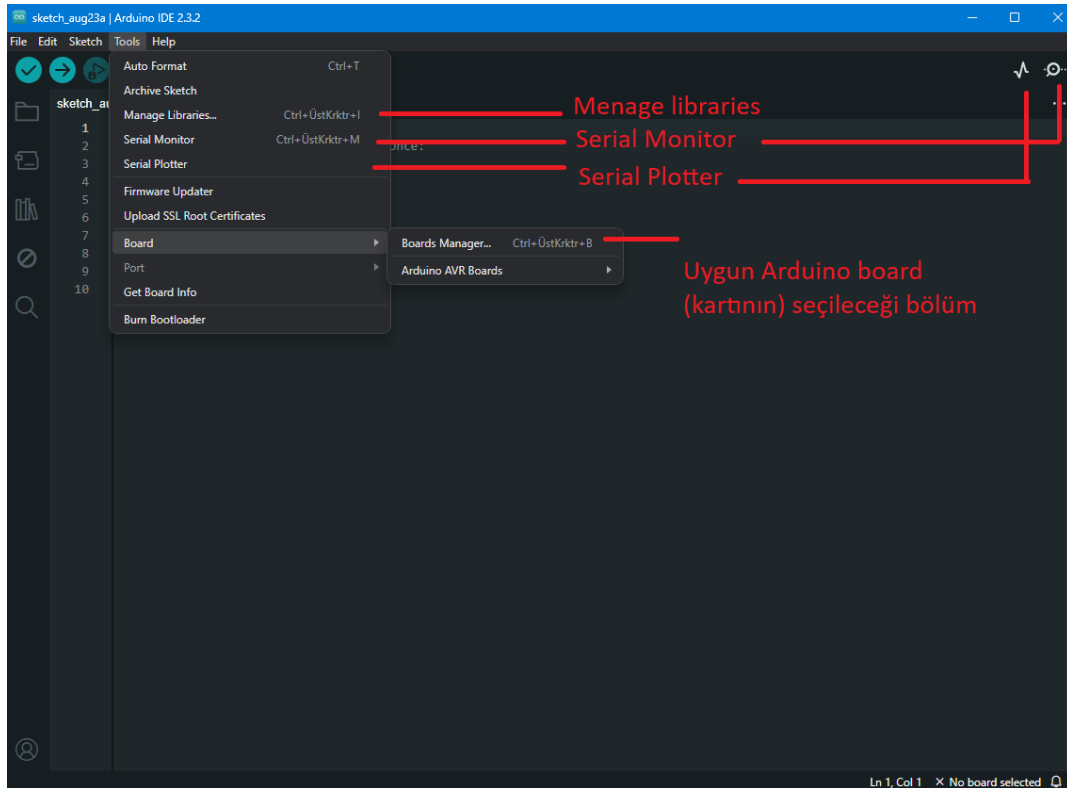 sketch_aug23a | Arduino IDE 2.3.2
File Edit Sketch Tools Help
Auto Format Ctrl+T
Archive Sketch
Manage Libraries... Ctrl+ÜstKrktr+I
Serial Monitor Ctrl+ÜstKrktr+M
Serial Plotter
Firmware Updater
Upload SSL Root Certificates
Board
Port
Get Board Info
Burn Bootloader
Boards Manager... Ctrl+ÜstKrktr+B
Arduino AVR Boards
sketch_au
1
2 once:
3
4
5
6
7
8
9
10
Menage libraries
Serial Monitor
Serial Plotter
Uygun Arduino board
(kartının) seçileceği bölüm
Ln 1, Col 1 × No board selected